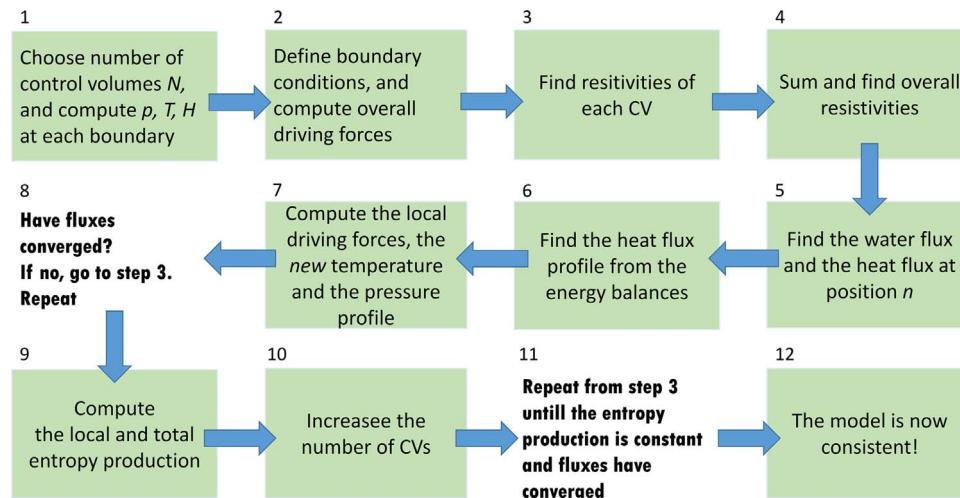 1
Choose number of
control volumes N,
and compute p, T, H
at each boundary
2
Define boundary
conditions, and
compute overall
driving forces
3
Find resitivities of
each CV
4
Sum and find overall
resistivities
5
Find the water flux
and the heat flux at
position n
6
Find the heat flux
profile from the
energy balances
7
Compute the local
driving forces, the
new temperature
and the pressure
profile
8
Have fluxes
converged?
If no, go to step 3.
Repeat
9
Compute
the local and total
entropy production
10
Increasee the
number of CVs
11
Repeat from step 3
untill the entropy
production is constant
and fluxes have
converged
12
The model is now
consistent!